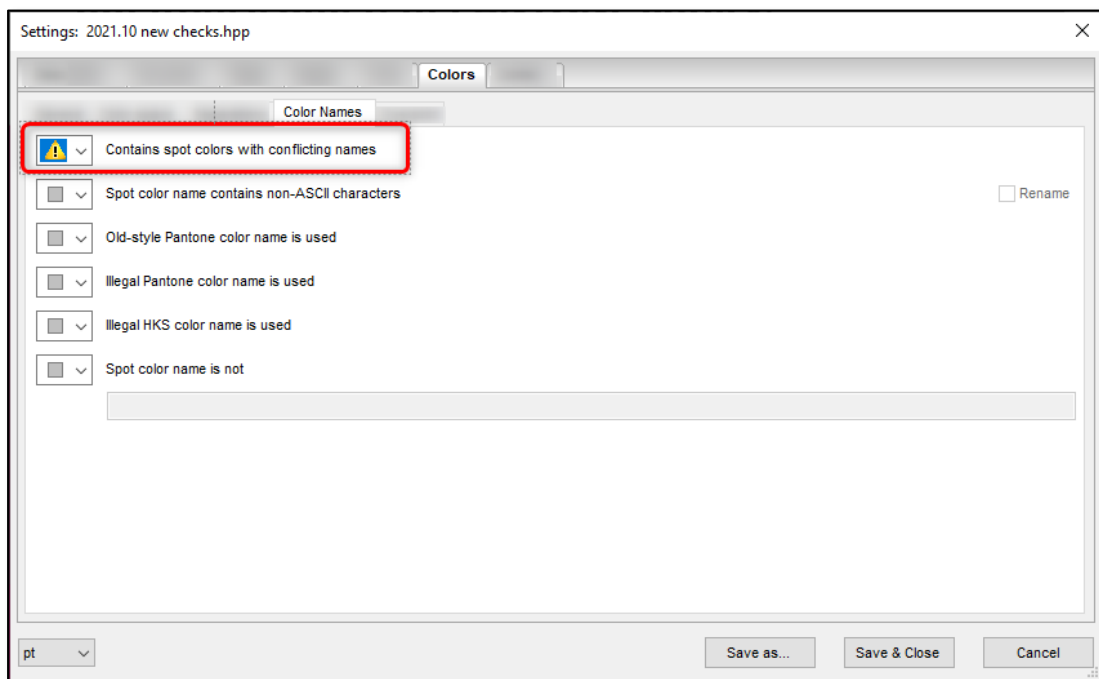 Settings: 2021.10 new checks.hpp
Colors
Color Names
Contains spot colors with conflicting names
Spot color name contains non-ASCII characters
Rename
Old-style Pantone color name is used
Illegal Pantone color name is used
Illegal HKS color name is used
Spot color name is not
pt
Save as...
Save & Close
Cancel